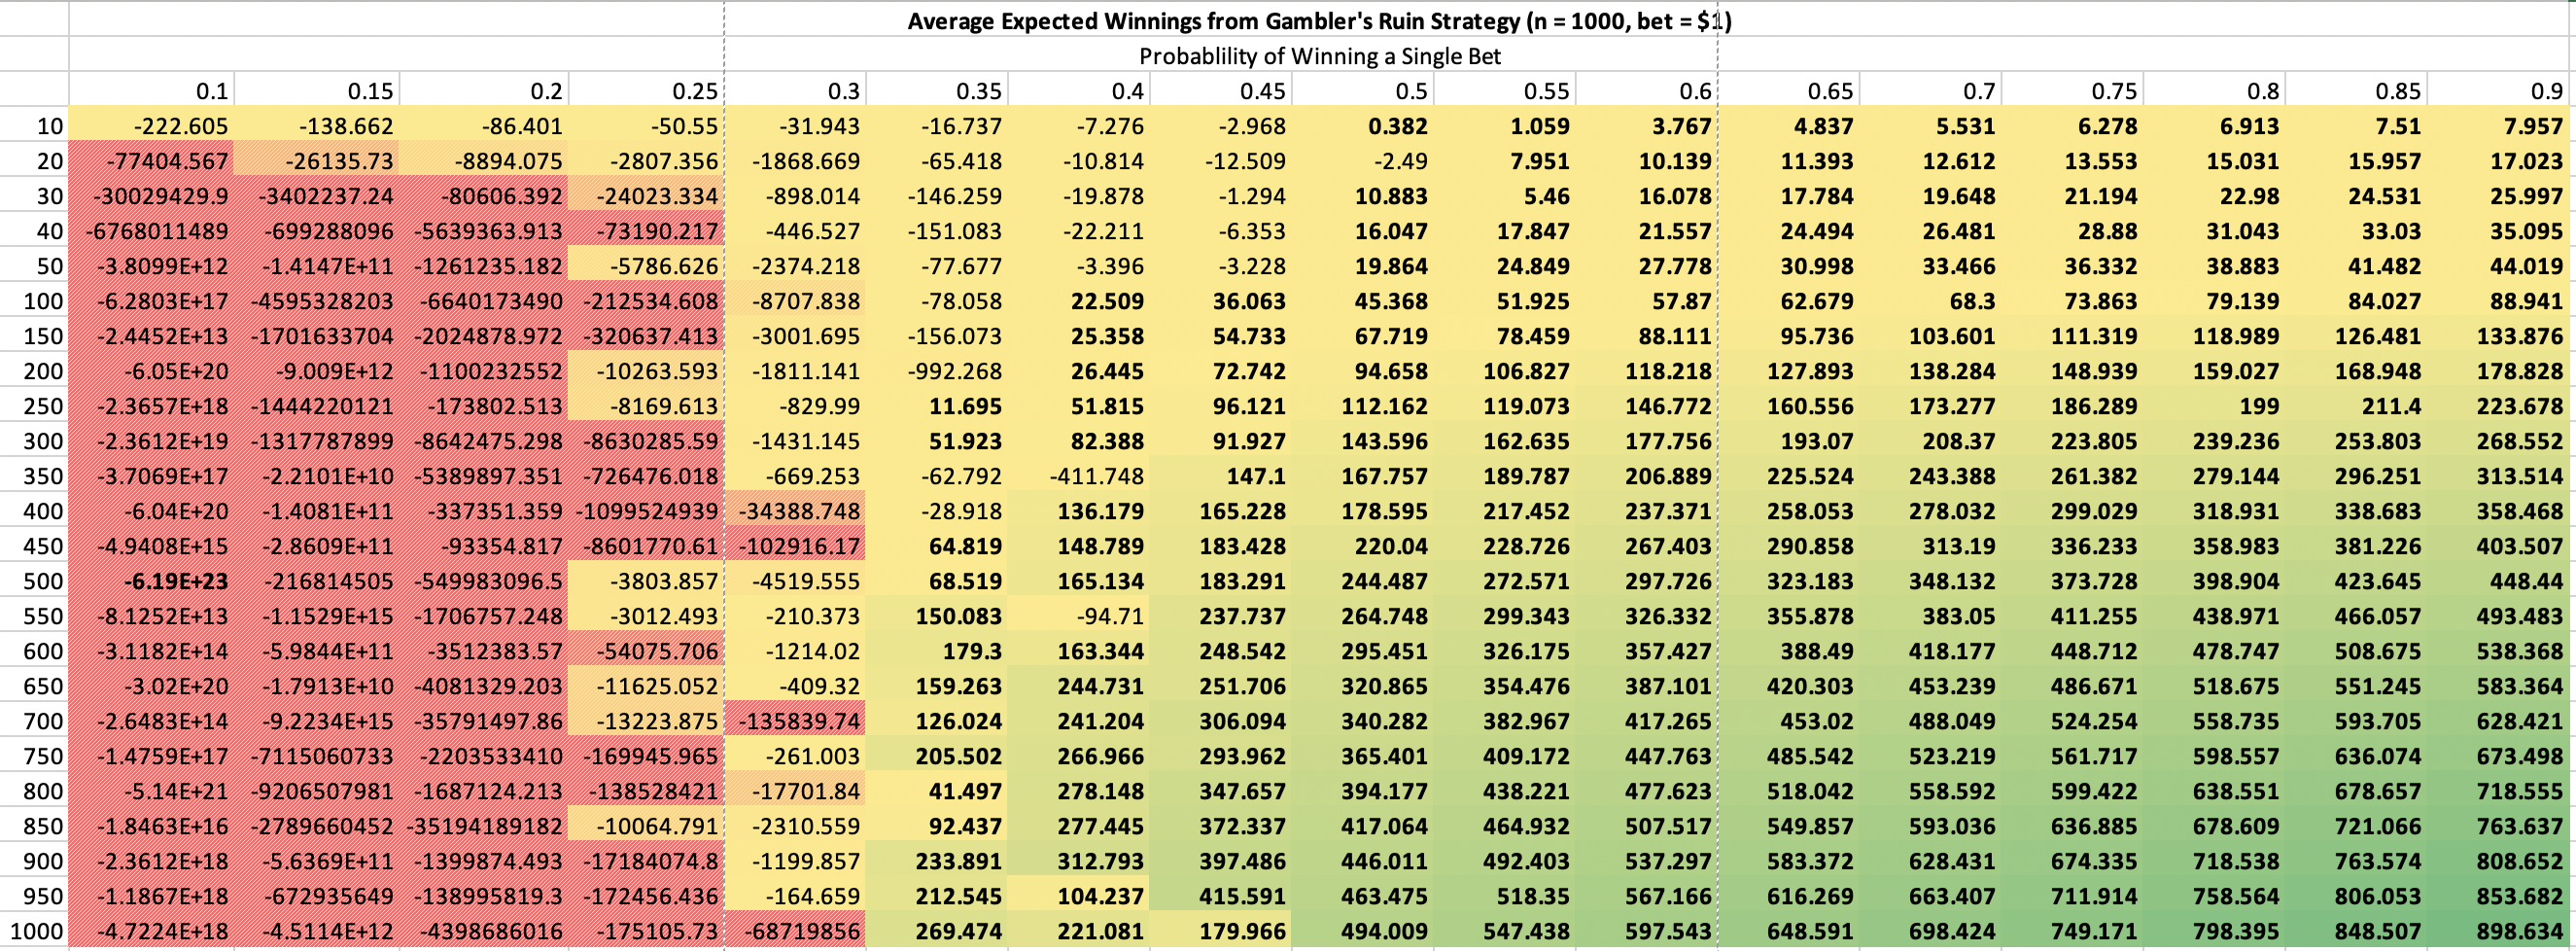 Average Expected Winnings from Gambler's Ruin Strategy (n = 1000, bet = $1)
Probablility of Winning a Single Bet
0.1 0.15 0.2 0.25 0.3 0.35 0.4 0.45 0.5 0.55 0.6 0.65 0.7 0.75 0.8 0.85 0.9
10 -222.605 -138.662 -86.401 -50.55 -31.943 -16.737 -7.276 -2.968 0.382 1.059 3.767 4.837 5.531 6.278 6.913 7.51 7.957
20 -77404.567 -26135.73 -8894.075 -2807.356 -1868.669 -65.418 -10.814 -12.509 -2.49 7.951 10.139 11.393 12.612 13.553 15.031 15.957 17.023
30 -30029429.9 -3402237.24 -80606.392 -24023.334 -898.014 -146.259 -19.878 -1.294 10.883 5.46 16.078 17.784 19.648 21.194 22.98 24.531 25.997
40 -6768011489 -699288096 -5639363.913 -73190.217 -446.527 -151.083 -22.211 -6.353 16.047 17.847 21.557 24.494 26.481 28.88 31.043 33.03 35.095
50 -3.8099E+12 -1.4147E+11 -1261235.182 -5786.626 -2374.218 -77.677 -3.396 -3.228 19.864 24.849 27.778 30.998 33.466 36.332 38.883 41.482 44.019
100 -6.2803E+17 -4595328203 -6640173490 -212534.608 -8707.838 -78.058 22.509 36.063 45.368 51.925 57.87 62.679 68.3 73.863 79.139 84.027 88.941
150 -2.4452E+13 -1701633704 -2024878.972 -320637.413 -3001.695 -156.073 25.358 54.733 67.719 78.459 88.111 95.736 103.601 111.319 118.989 126.481 133.876
200 -6.05E+20 -9.009E+12 -1100232552 -10263.593 -1811.141 -992.268 26.445 72.742 94.658 106.827 118.218 127.893 138.284 148.939 159.027 168.948 178.828
250 -2.3657E+18 -1444220121 -173802.513 -8169.613 -829.99 11.695 51.815 96.121 112.162 119.073 146.772 160.556 173.277 186.289 199 211.4 223.678
300 -2.3612E+19 -1317787899 -8642475.298 -8630285.59 -1431.145 51.923 82.388 91.927 143.596 162.635 177.756 193.07 208.37 223.805 239.236 253.803 268.552
350 -3.7069E+17 -2.2101E+10 -5389897.351 -726476.018 -669.253 -62.792 -411.748 147.1 167.757 189.787 206.889 225.524 243.388 261.382 279.144 296.251 313.514
400 -6.04E+20 -1.4081E+11 -337351.359 -1099524939 -34388.748 -28.918 136.179 165.228 178.595 217.452 237.371 258.053 278.032 299.029 318.931 338.683 358.468
450 -4.9408E+15 -2.8609E+11 -93354.817 -8601770.61 -102916.17 64.819 148.789 183.428 220.04 228.726 267.403 290.858 313.19 336.233 358.983 381.226 403.507
500 -6.19E+23 -216814505 -549983096.5 -3803.857 -4519.555 68.519 165.134 183.291 244.487 272.571 297.726 323.183 348.132 373.728 398.904 423.645 448.44
550 -8.1252E+13 -1.1529E+15 -1706757.248 -3012.493 -210.373 150.083 -94.71 237.737 264.748 299.343 326.332 355.878 383.05 411.255 438.971 466.057 493.483
600 -3.1182E+14 -5.9844E+11 -3512383.57 -54075.706 -1214.02 179.3 163.344 248.542 295.451 326.175 357.427 388.49 418.177 448.712 478.747 508.675 538.368
650 -3.02E+20 -1.7913E+10 -4081329.203 -11625.052 -409.32 159.263 244.731 251.706 320.865 354.476 387.101 420.303 453.239 486.671 518.675 551.245 583.364
700 -2.6483E+14 -9.2234E+15 -35791497.86 -13223.875 -135839.74 126.024 241.204 306.094 340.282 382.967 417.265 453.02 488.049 524.254 558.735 593.705 628.421
750 -1.4759E+17 -7115060733 -2203533410 -169945.965 -261.003 205.502 266.966 293.962 365.401 409.172 447.763 485.542 523.219 561.717 598.557 636.074 673.498
800 -5.14E+21 -9206507981 -1687124.213 -138528421 -17701.84 41.497 278.148 347.657 394.177 438.221 477.623 518.042 558.592 599.422 638.551 678.657 718.555
850 -1.8463E+16 -2789660452 -35194189182 -10064.791 -2310.559 92.437 277.445 372.337 417.064 464.932 507.517 549.857 593.036 636.885 678.609 721.066 763.637
900 -2.3612E+18 -5.6369E+11 -1399874.493 -17184074.8 -1199.857 233.891 312.793 397.486 446.011 492.403 537.297 583.372 628.431 674.335 718.538 763.574 808.652
950 -1.1867E+18 -672935649 -138995819.3 -172456.436 -164.659 212.545 104.237 415.591 463.475 518.35 567.166 616.269 663.407 711.914 758.564 806.053 853.682
1000 -4.7224E+18 -4.5114E+12 -4398686016 -175105.73 -68719856 269.474 221.081 179.966 494.009 547.438 597.543 648.591 698.424 749.171 798.395 848.507 898.634